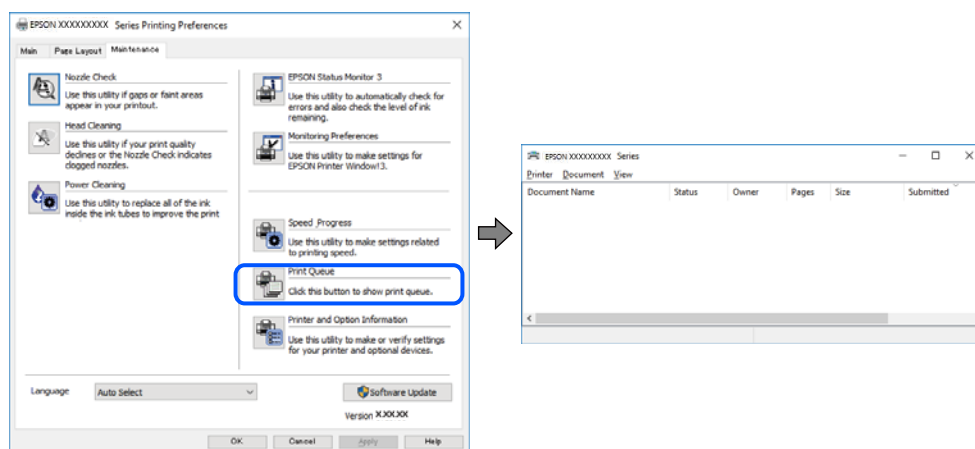 EPSON XXXXXXXXX Series Printing Preferences
Main Page Layout Maintenance
Nozzle Check
Use this utility if gaps or faint areas
appear in your printout.
Head Cleaning
Use this utility if your print quality
declines or the Nozzle Check indicates
clogged nozzles.
Power Cleaning
Use this utility to replace all of the ink
inside the ink tubes to improve the print
EPSON Status Monitor 3
Use this utility to automatically check for
errors and also check the level of ink
remaining.
Monitoring Preferences
Use this utility to make settings for
EPSON Printer Window!3.
Speed Progress
Use this utility to make settings related
to printing speed.
Print Queue
Click this button to show print queue.
Printer and Option Information
Use this utility to make or verify settings
for your printer and optional devices.
Language Auto Select
Software Update
Version X.XX.XX
OK Cancel Apply Help
EPSON XXXXXXXXX Series
Printer Document View
Document Name Status Owner Pages Size Submitted